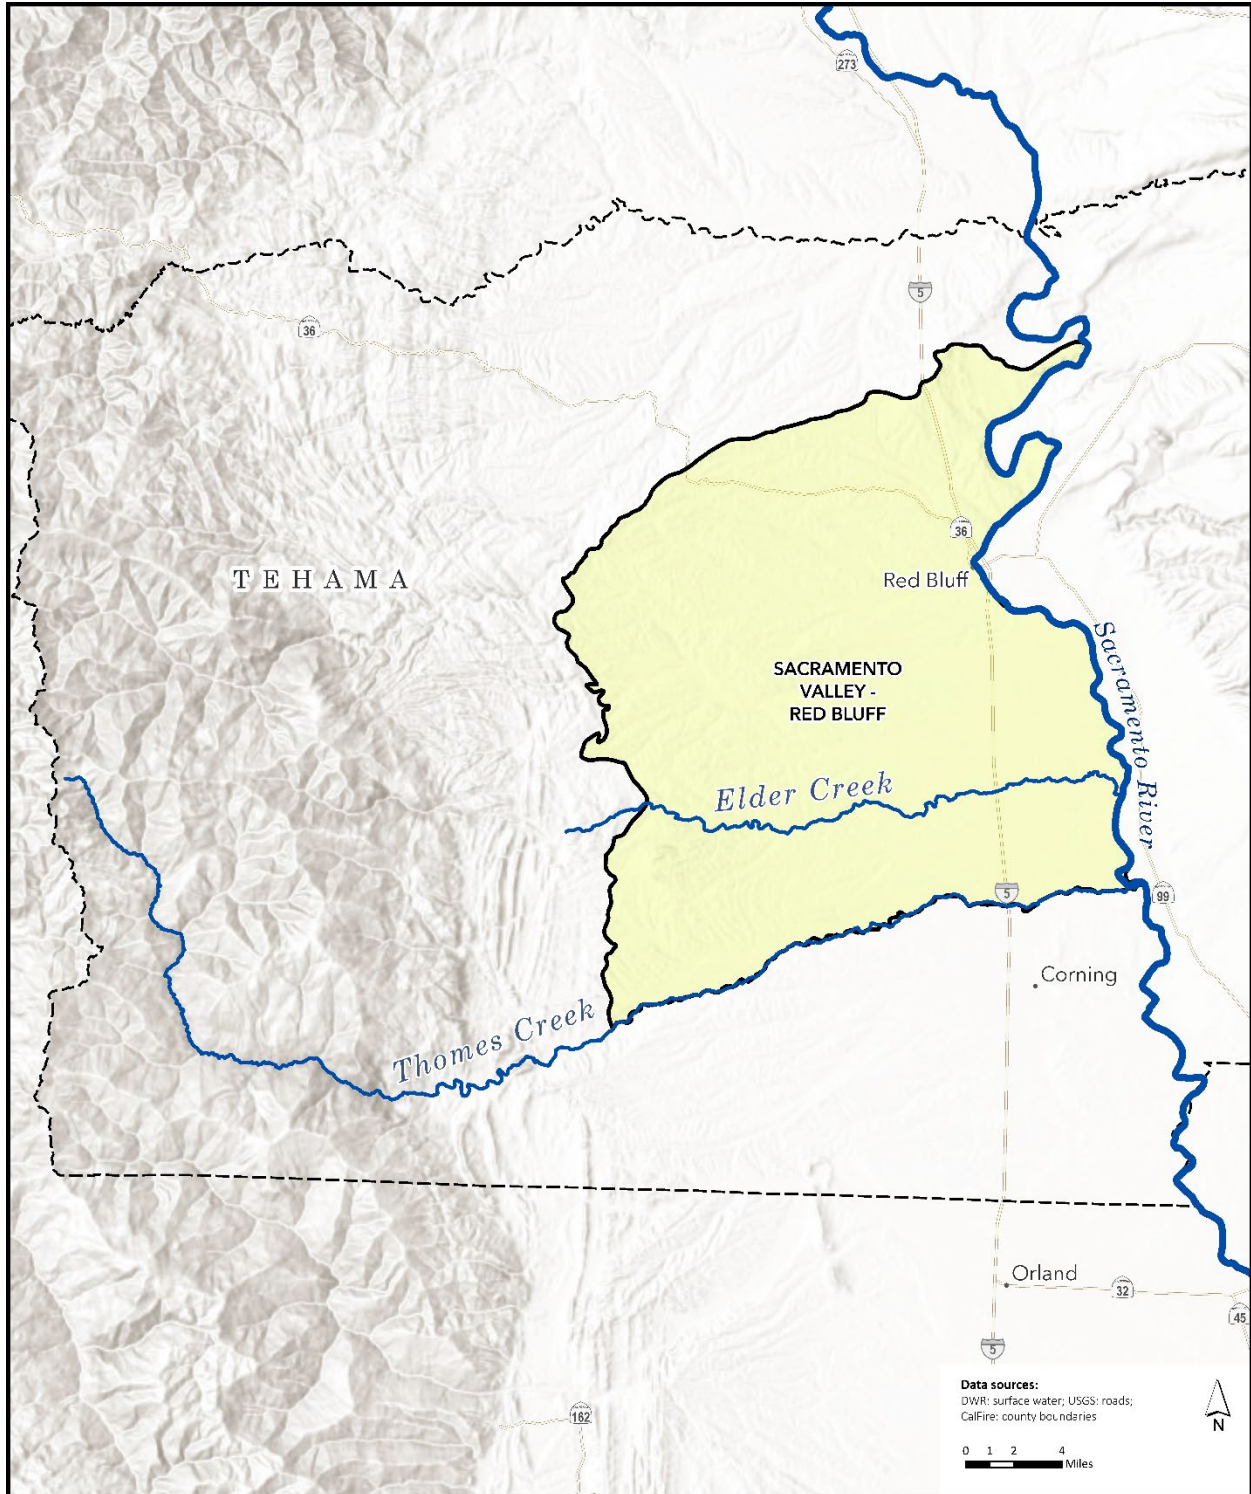 273
5
36
36
Red Bluff
TEHAMA
SACRAMENTO
VALLEY -
RED BLUFF
Sacramento River
Elder Creek
5
99
Corning
Thomes Creek
Orland
32
45
5
162
Data sources:
DWR: surface water; USGS: roads;
CalFire: county boundaries
N
0 1 2 4
Miles